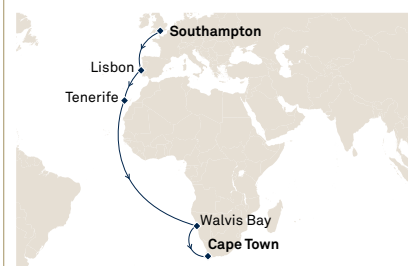 Southampton
Lisbon
Tenerife
Walvis Bay
Cape Town